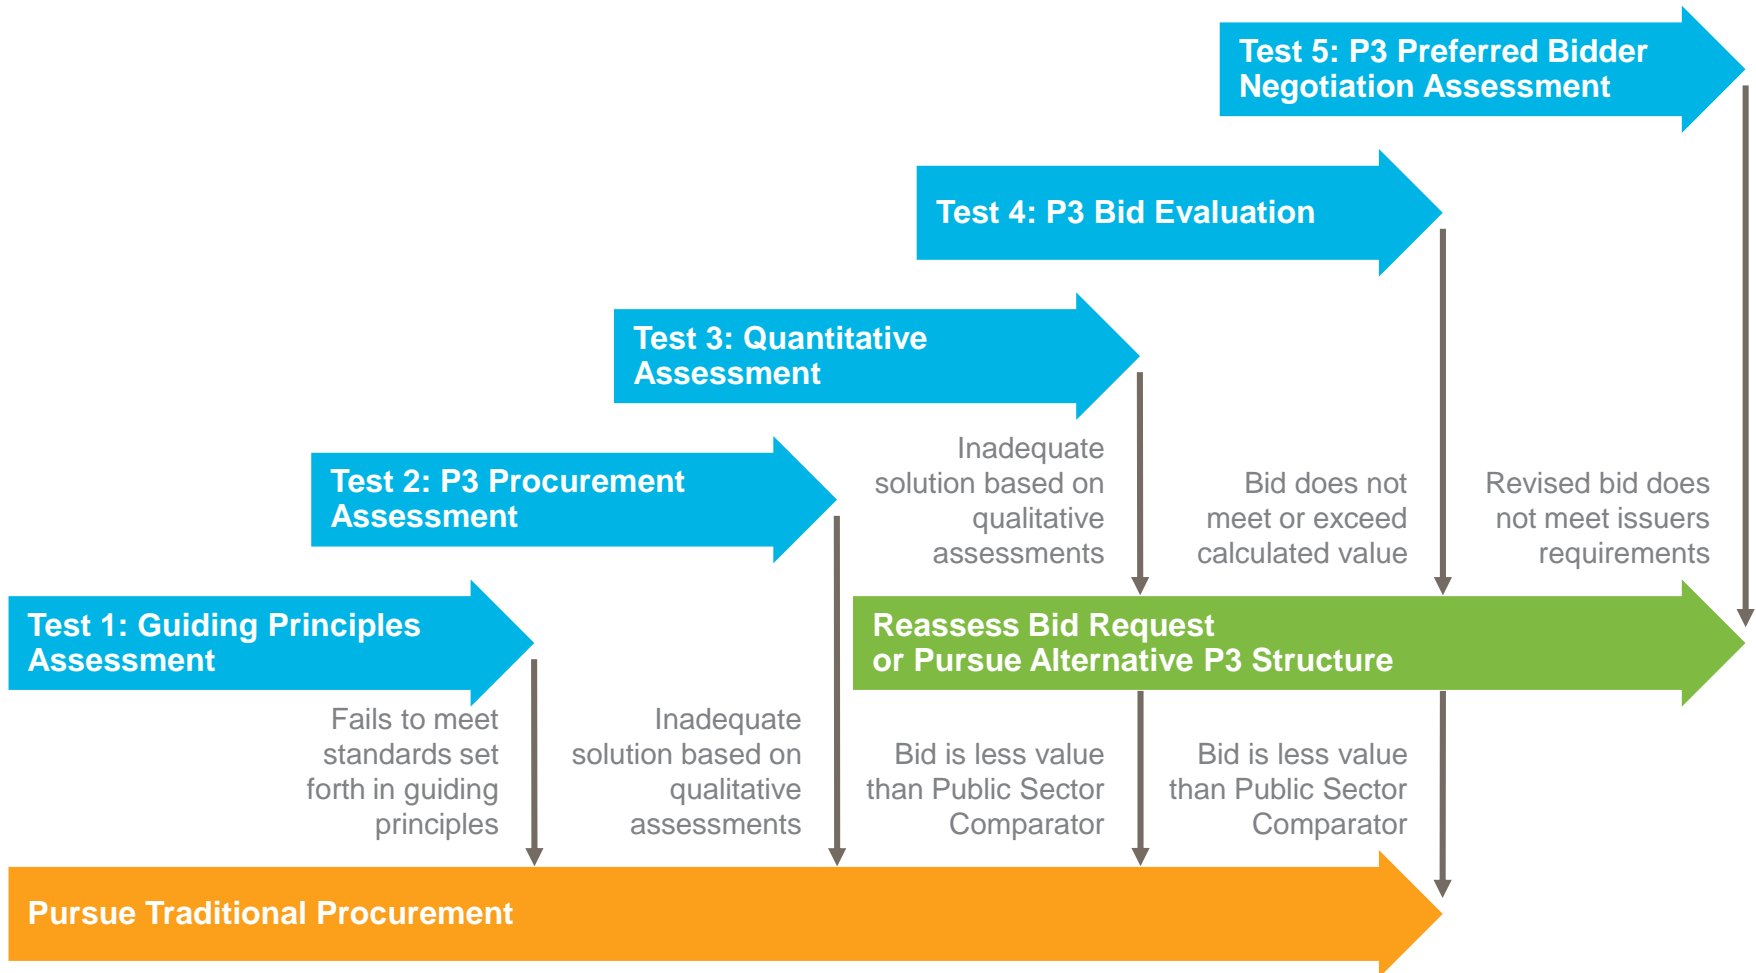 Test 5: P3 Preferred Bidder
Negotiation Assessment
Test 4: P3 Bid Evaluation
Test 3: Quantitative
Assessment
Inadequate
solution based on
qualitative
assessments
Bid does not
meet or exceed
calculated value
Revised bid does
not meet issuers
requirements
Test 2: P3 Procurement
Assessment
Test 1: Guiding Principles
Assessment
Reassess Bid Request
or Pursue Alternative P3 Structure
Fails to meet
standards set
forth in guiding
principles
Inadequate
solution based on
qualitative
assessments
Bid is less value
than Public Sector
Comparator
Bid is less value
than Public Sector
Comparator
Pursue Traditional Procurement